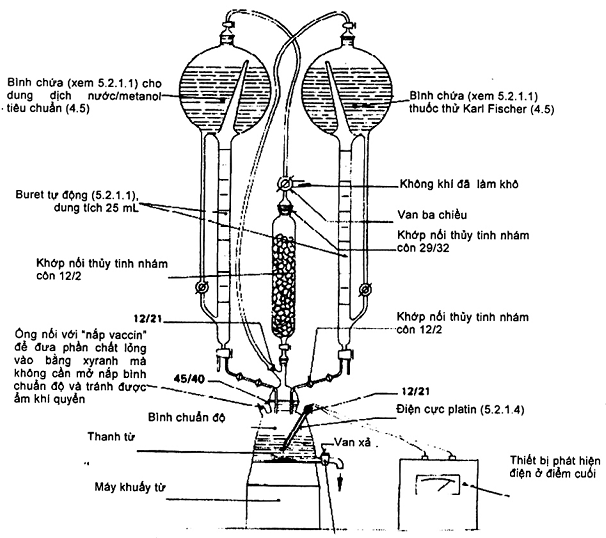 Bình chứa (xem 5.2.1.1) cho
dung dịch nước/metanol
tiêu chuẩn (4.5)
Bình chứa (xem 5.2.1.1)
thuốc thử Karl Fischer (4.5)
Không khí đã làm khô
Buret tự động (5.2.1.1),
dung tích 25 mL
Van ba chiều
Khớp nối thủy tinh nhám
côn 29/32
Khớp nối thủy tinh nhám
côn 12/2
Khớp nối thủy tinh nhám
côn 12/2
12/21
Ống nối với "nấp vaccin"
để đưa phần chất lỏng
vào bằng xyranh mà
không cần mở nấp bình
chuẩn độ và tránh được
ẩm khí quyển
45/40
12/21
Điện cực platin (5.2.1.4)
Bình chuẩn độ
Van xả
Thanh từ
Thiết bị phát hiện
điện ở điểm cuối
Máy khuấy từ